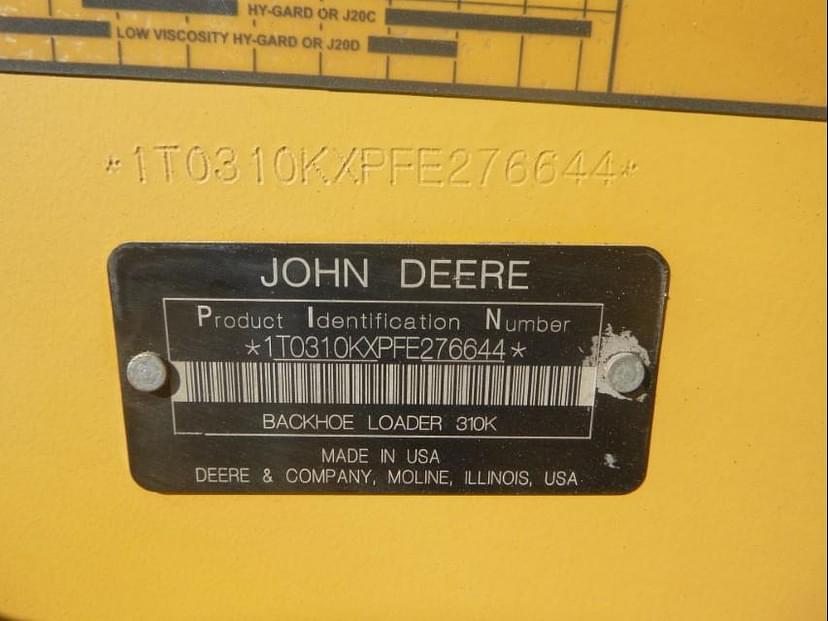 HY-GARD OR J20C
LOW VISCOSITY HY-GARD OR J20D
*1T0310KXPFE276644*
JOHN DEERE
Product Identification Number
*1T0310KXPFE276644*
BACKHOE LOADER 310K
MADE IN USA
DEERE & COMPANY, MOLINE, ILLINOIS, USA